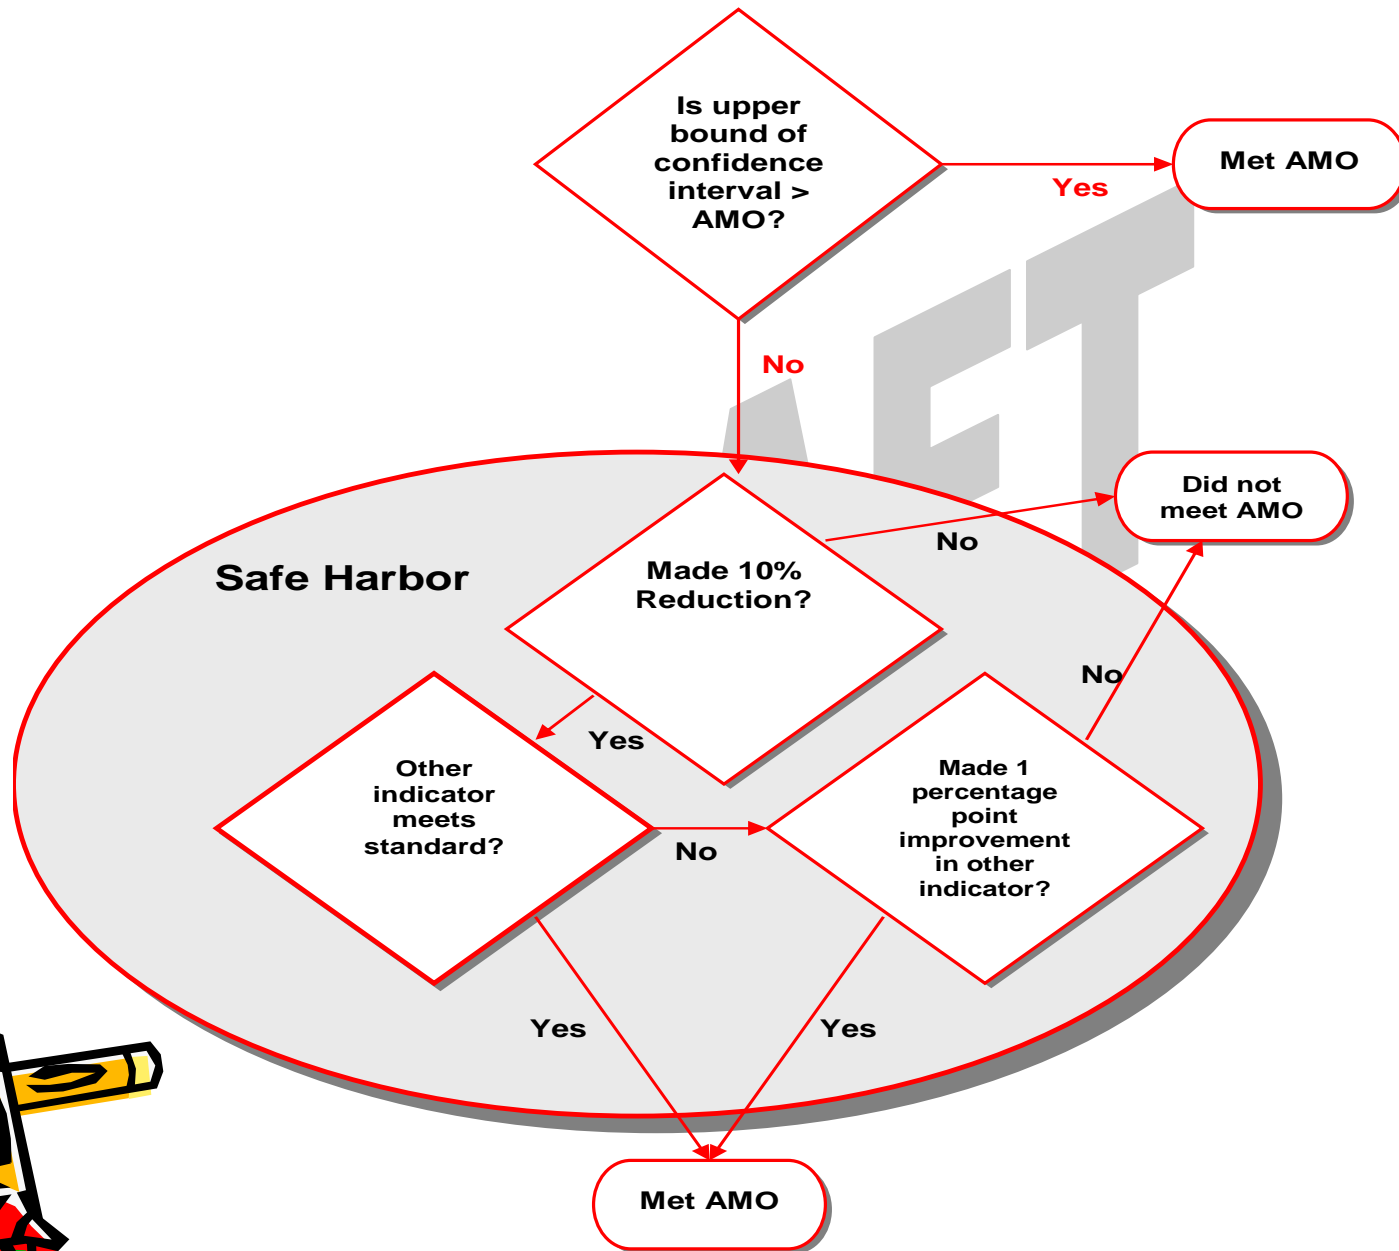 Is upper
bound of
confidence
interval >
AMO?
Met AMO
Yes
No
Did not
meet AMO
No
Safe Harbor
Made 10%
Reduction?
No
Yes
Other
indicator
meets
standard?
Made 1
percentage
point
improvement
in other
indicator?
No
Yes
Yes
Met AMO